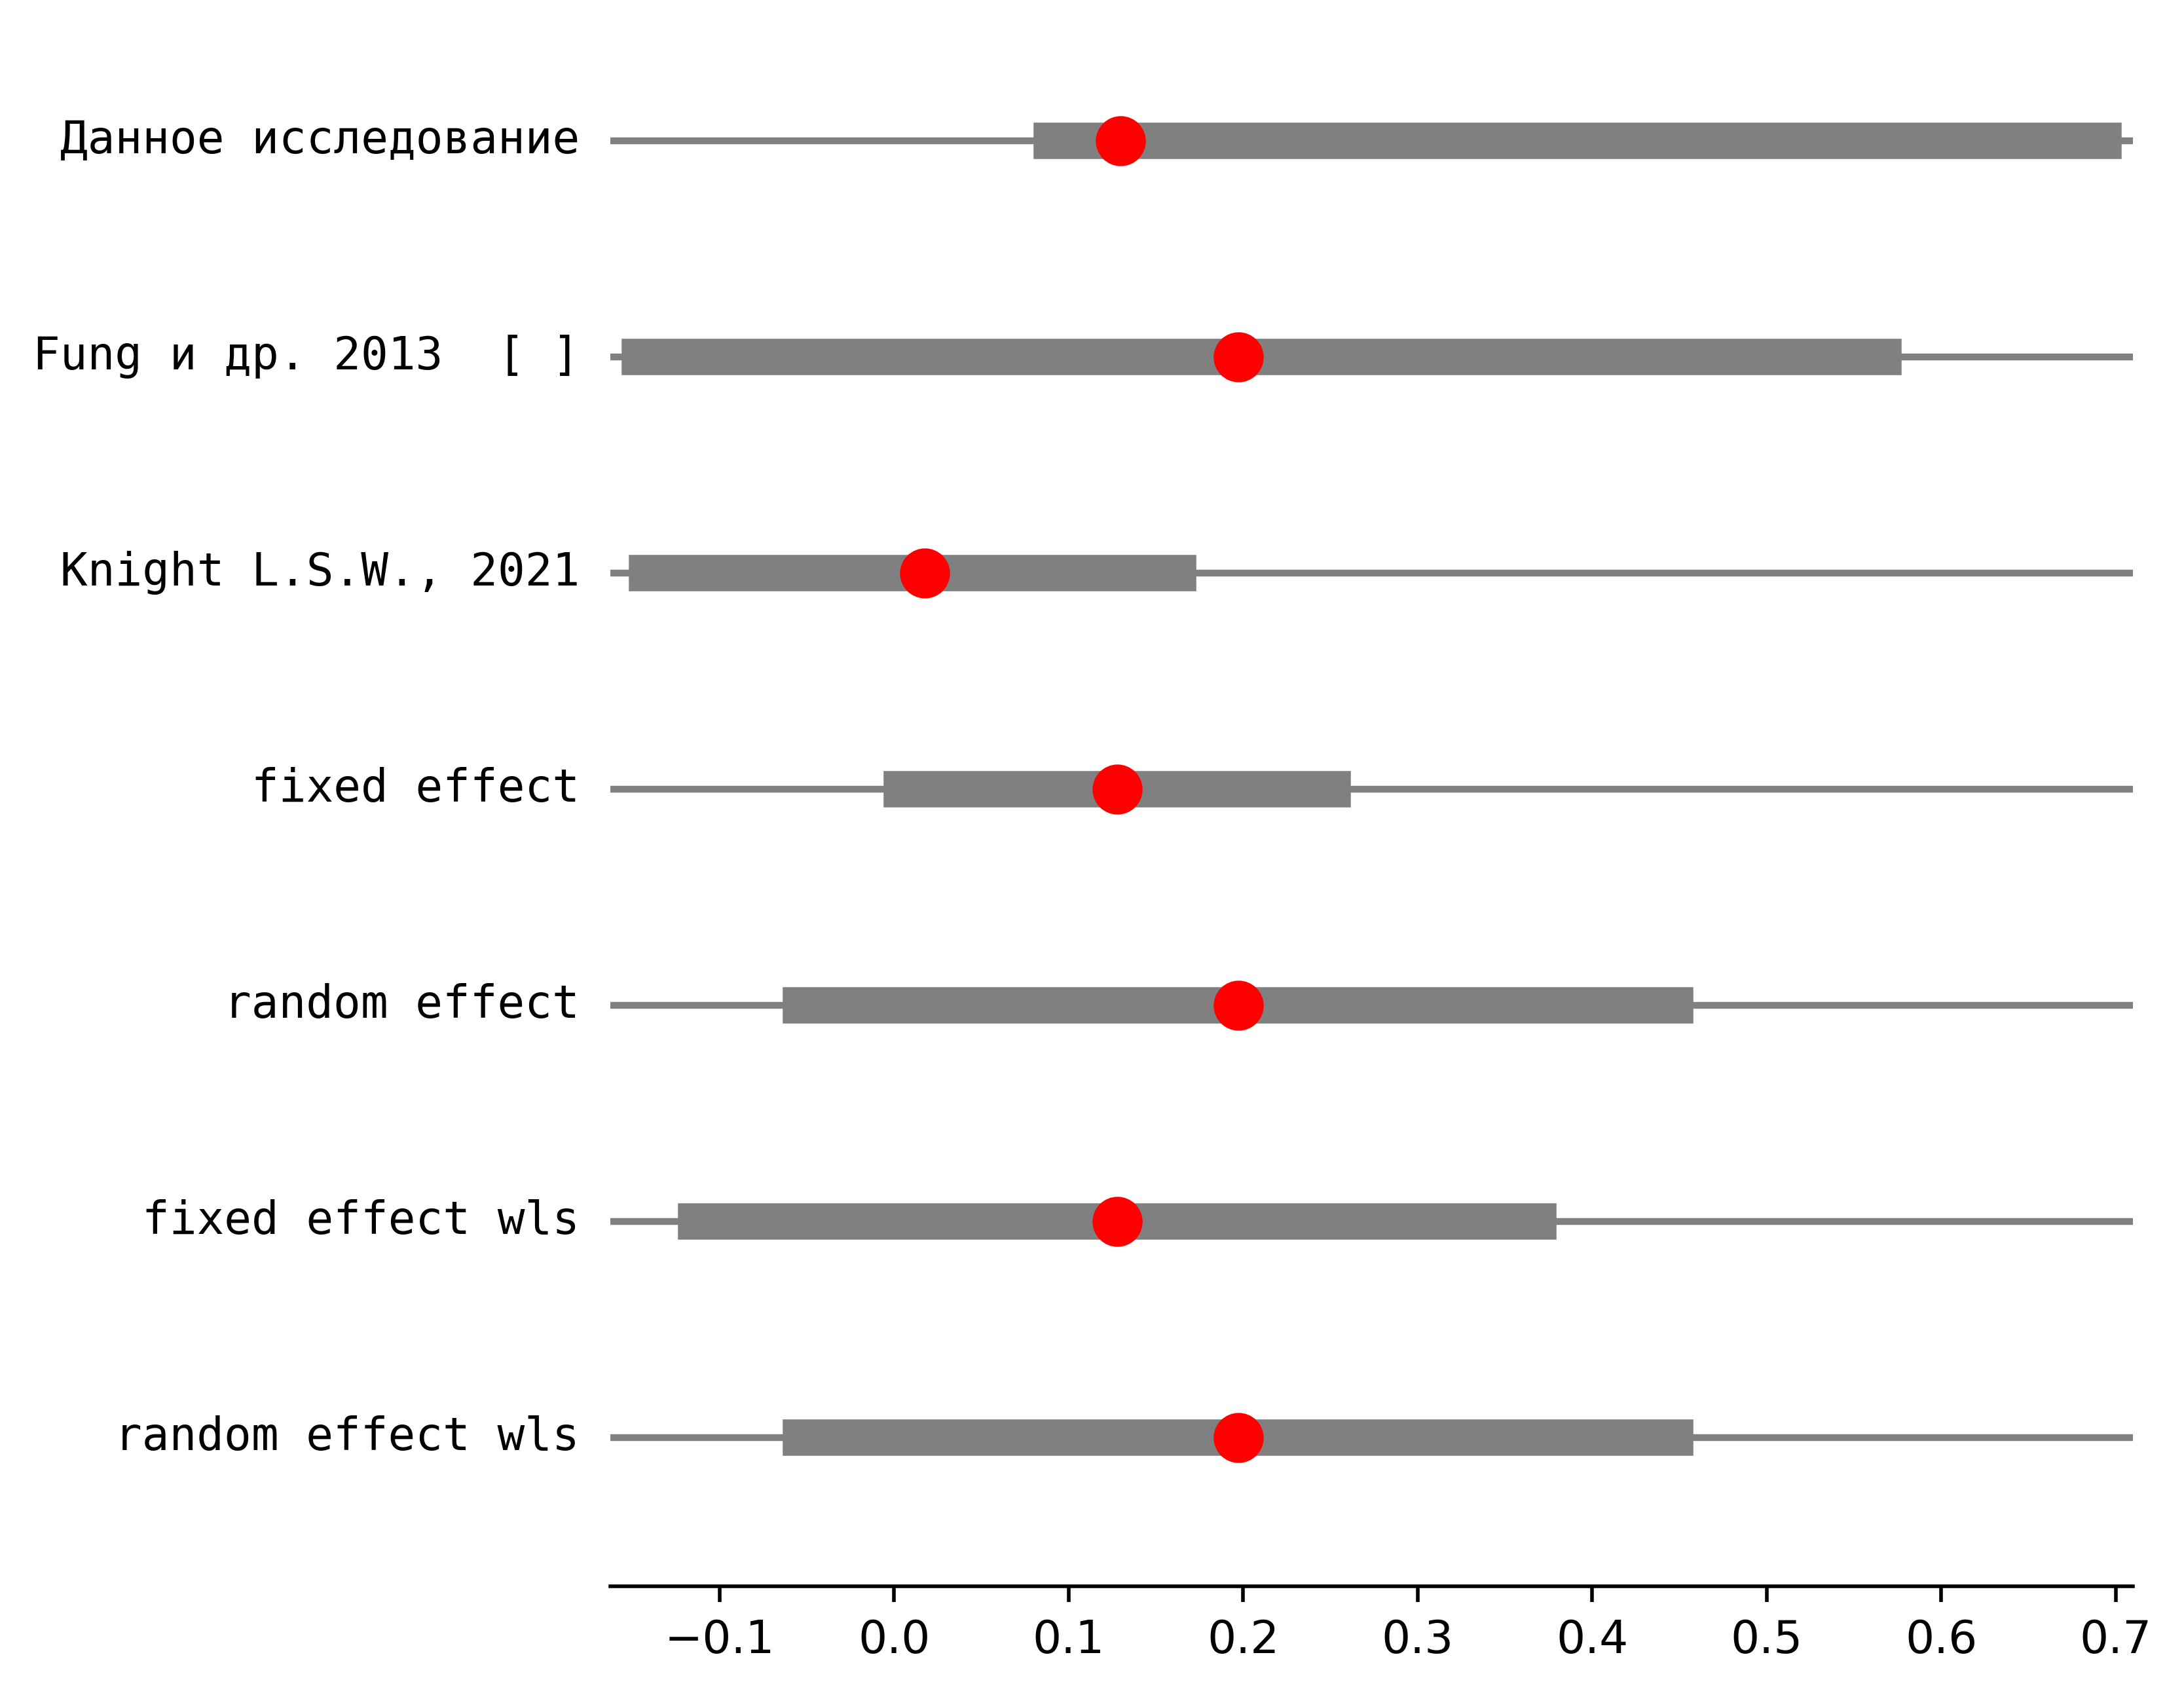 Данное исследование
Fung и др. 2013  [ ]
Knight L.S.W., 2021
fixed effect
random effect
fixed effect wls
random effect wls
−0.1 0.0 0.1 0.2 0.3 0.4 0.5 0.6 0.7